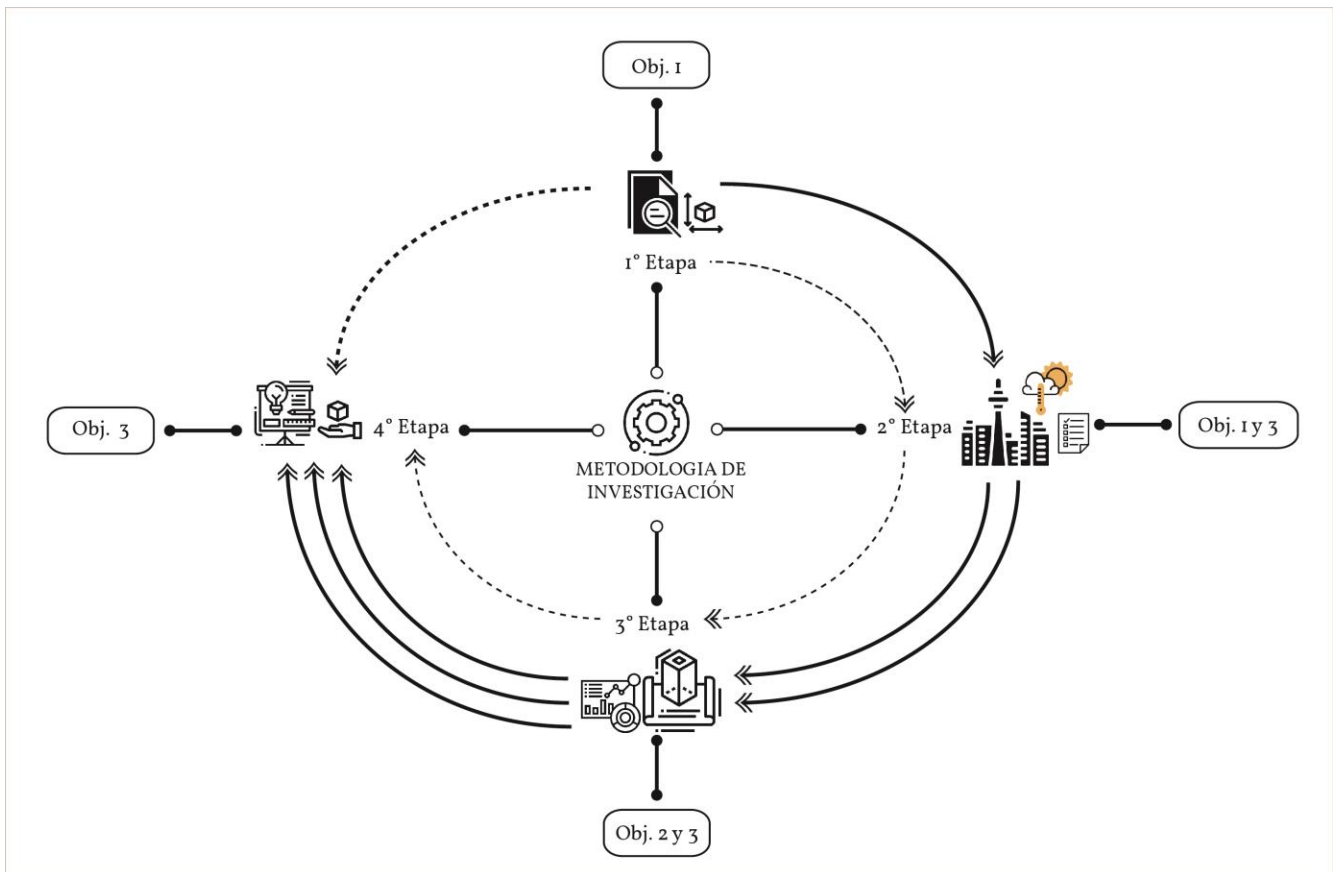 Obj. 1
1° Etapa
Obj. 3
4° Etapa
2° Etapa
Obj. 1 y 3
METODOLOGIA DE
INVESTIGACIÓN
3° Etapa
Obj. 2 y 3